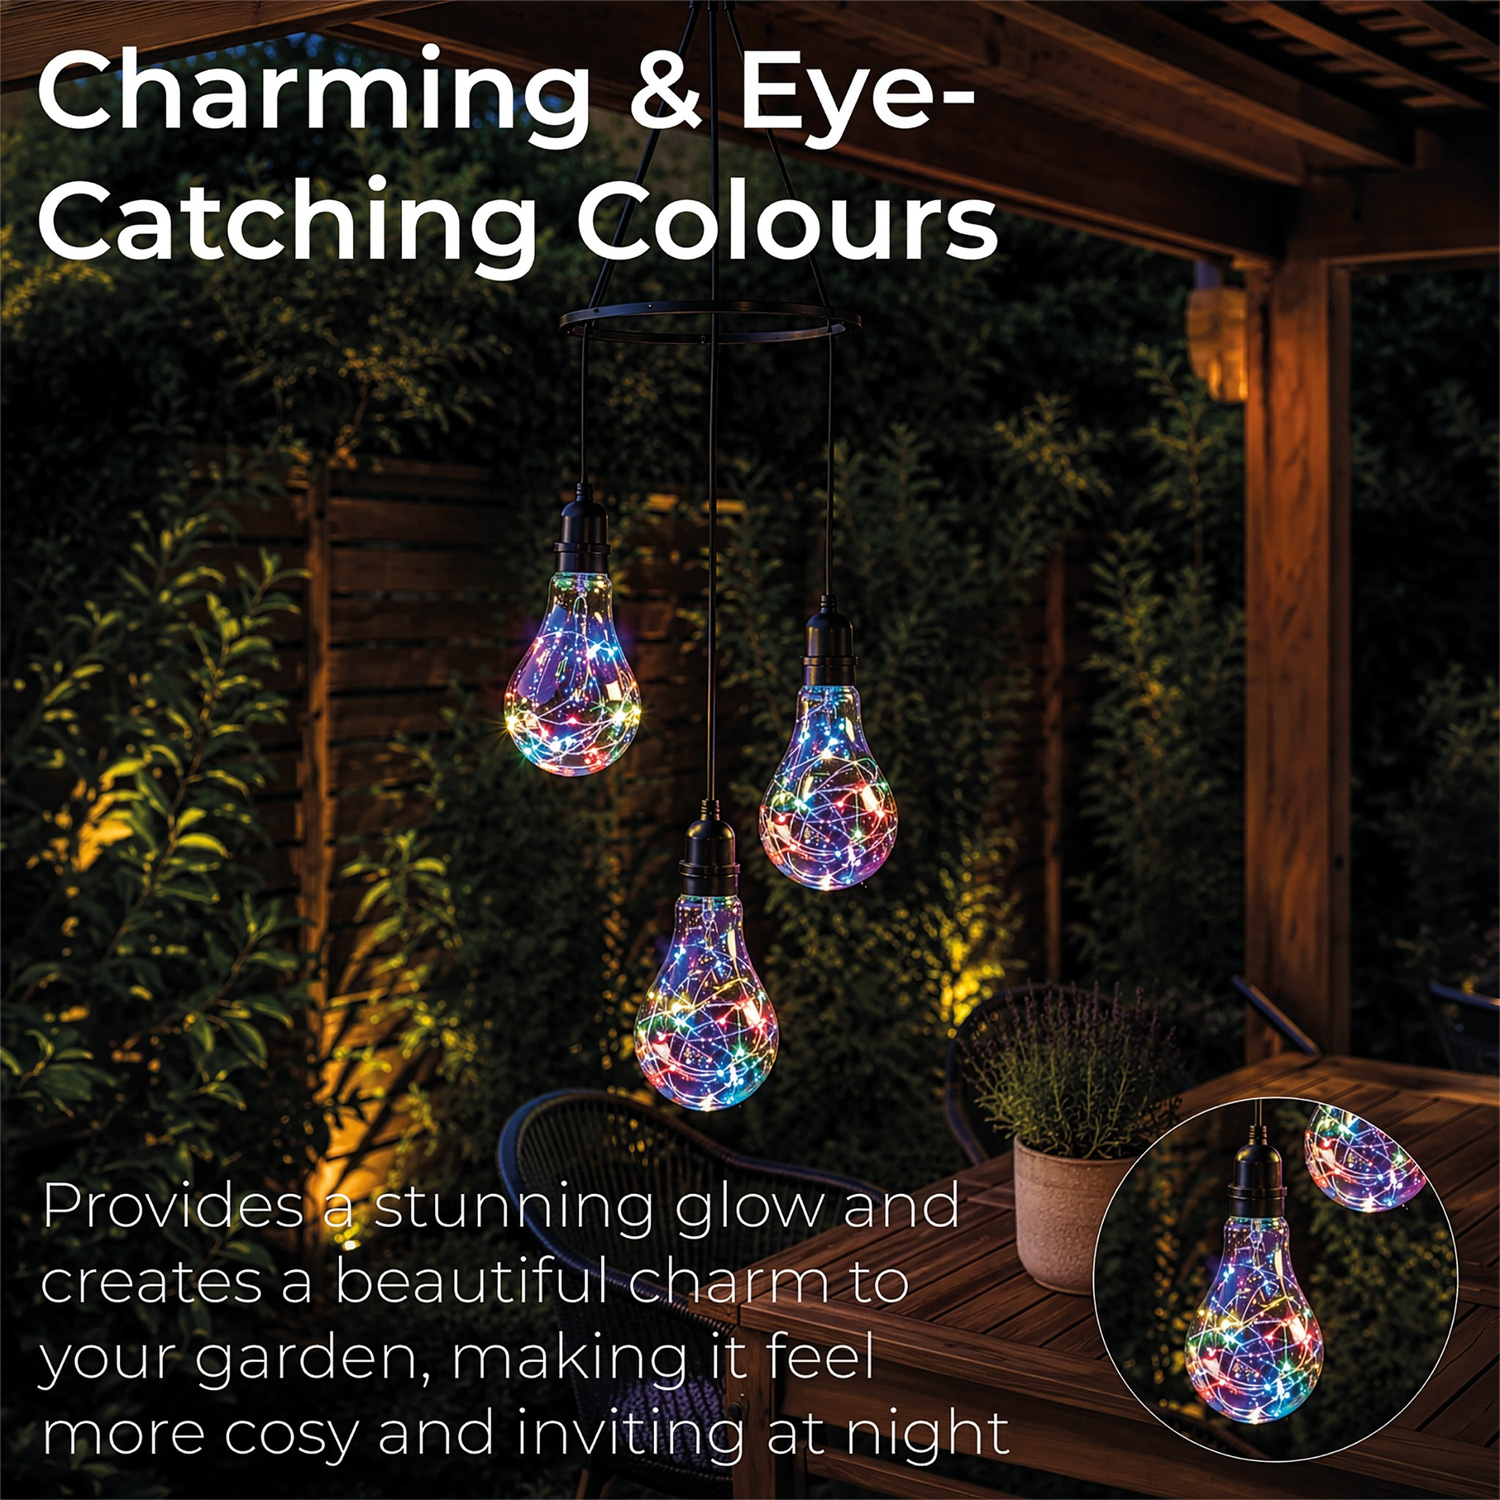 Charming & Eye-
Catching Colours
Provides a stunning glow and
creates a beautiful charm to
your garden, making it feel
more cosy and inviting at night